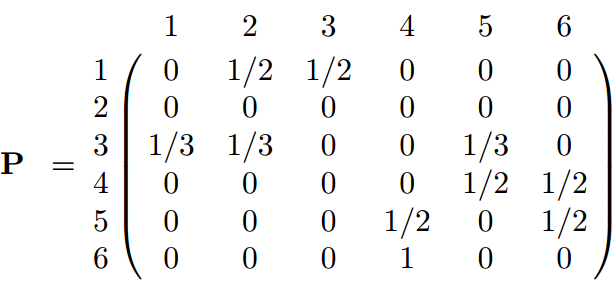 1 2 3 4 5 6
1 0 1/2 1/2 0 0 0
2 0 0 0 0 0 0
P = 3 1/3 1/3 0 0 1/3 0
4 0 0 0 0 1/2 1/2
5 0 0 0 1/2 0 1/2
6 0 0 0 1 0 0